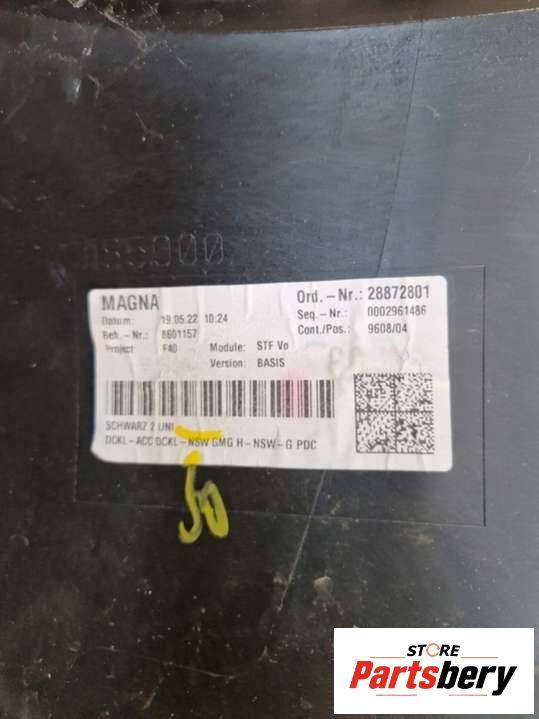 MAGNA
Datum: 19.05.22 10:24
Beh.-Nr.: 8601157
Project: F40 Module: STF Vo
Version: BASIS
Ord.-Nr.: 28872801
Seq.-Nr.: 0002961486
Cont./Pos.: 9608/04
SCHWARZ 2 UNI
DCKL-ACC DCKL-NSW GMG H-NSW-G PDC
50
STORE
Partsbery